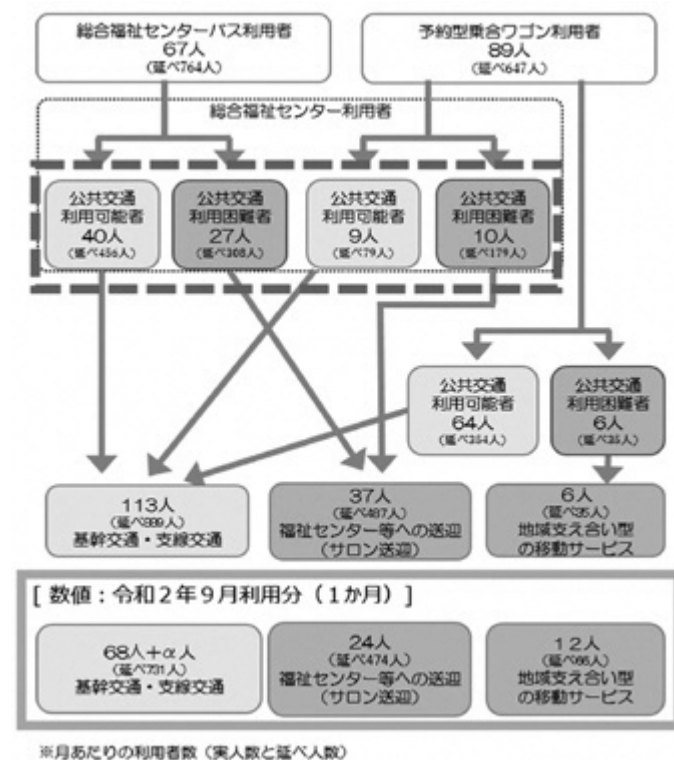 総合福祉センターバス利用者
67人
(延べ764人)
予約型乗合ワゴン利用者
89人
(延べ647人)
総合福祉センター利用者
公共交通
利用可能者
40人
(延べ456人)
公共交通
利用困難者
27人
(延べ308人)
公共交通
利用可能者
9人
(延べ79人)
公共交通
利用困難者
10人
(延べ179人)
公共交通
利用可能者
64人
(延べ354人)
公共交通
利用困難者
6人
(延べ35人)
113人
(延べ889人)
基幹交通・支線交通
37人
(延べ487人)
福祉センター等への送迎
(サロン送迎)
6人
(延べ35人)
地域支え合い型
の移動サービス
[ 数値:令和2年9月利用分(1か月)]
68人+α人
(延べ731人)
基幹交通・支線交通
24人
(延べ474人)
福祉センター等への送迎
(サロン送迎)
12人
(延べ66人)
地域支え合い型
の移動サービス
※月あたりの利用者数(実人数と延べ人数)